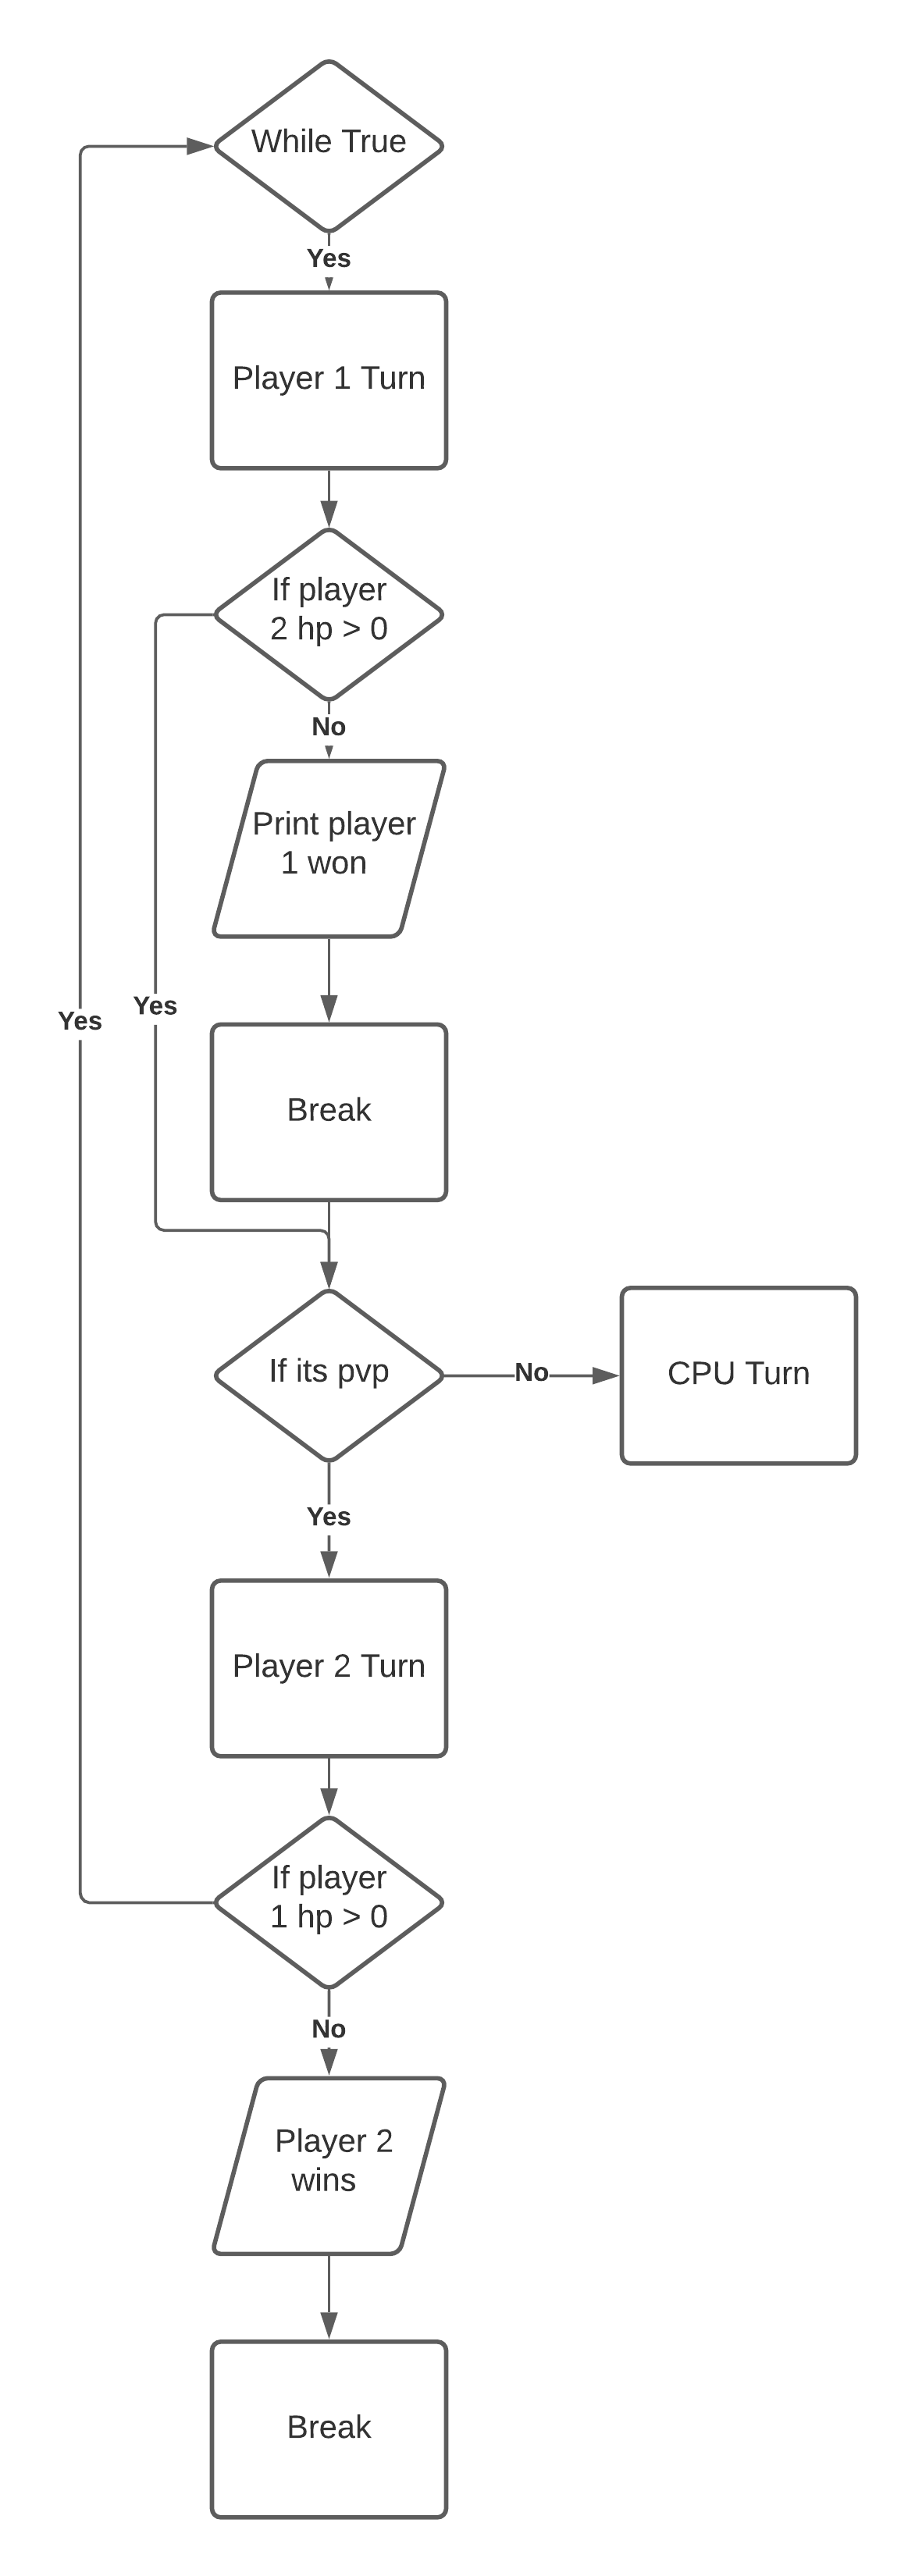 While True
Yes
Player 1 Turn
If player
2 hp > 0
No
Print player
1 won
Yes
Yes
Break
If its pvp
No
CPU Turn
Yes
Player 2 Turn
If player
1 hp > 0
No
Player 2
wins
Break